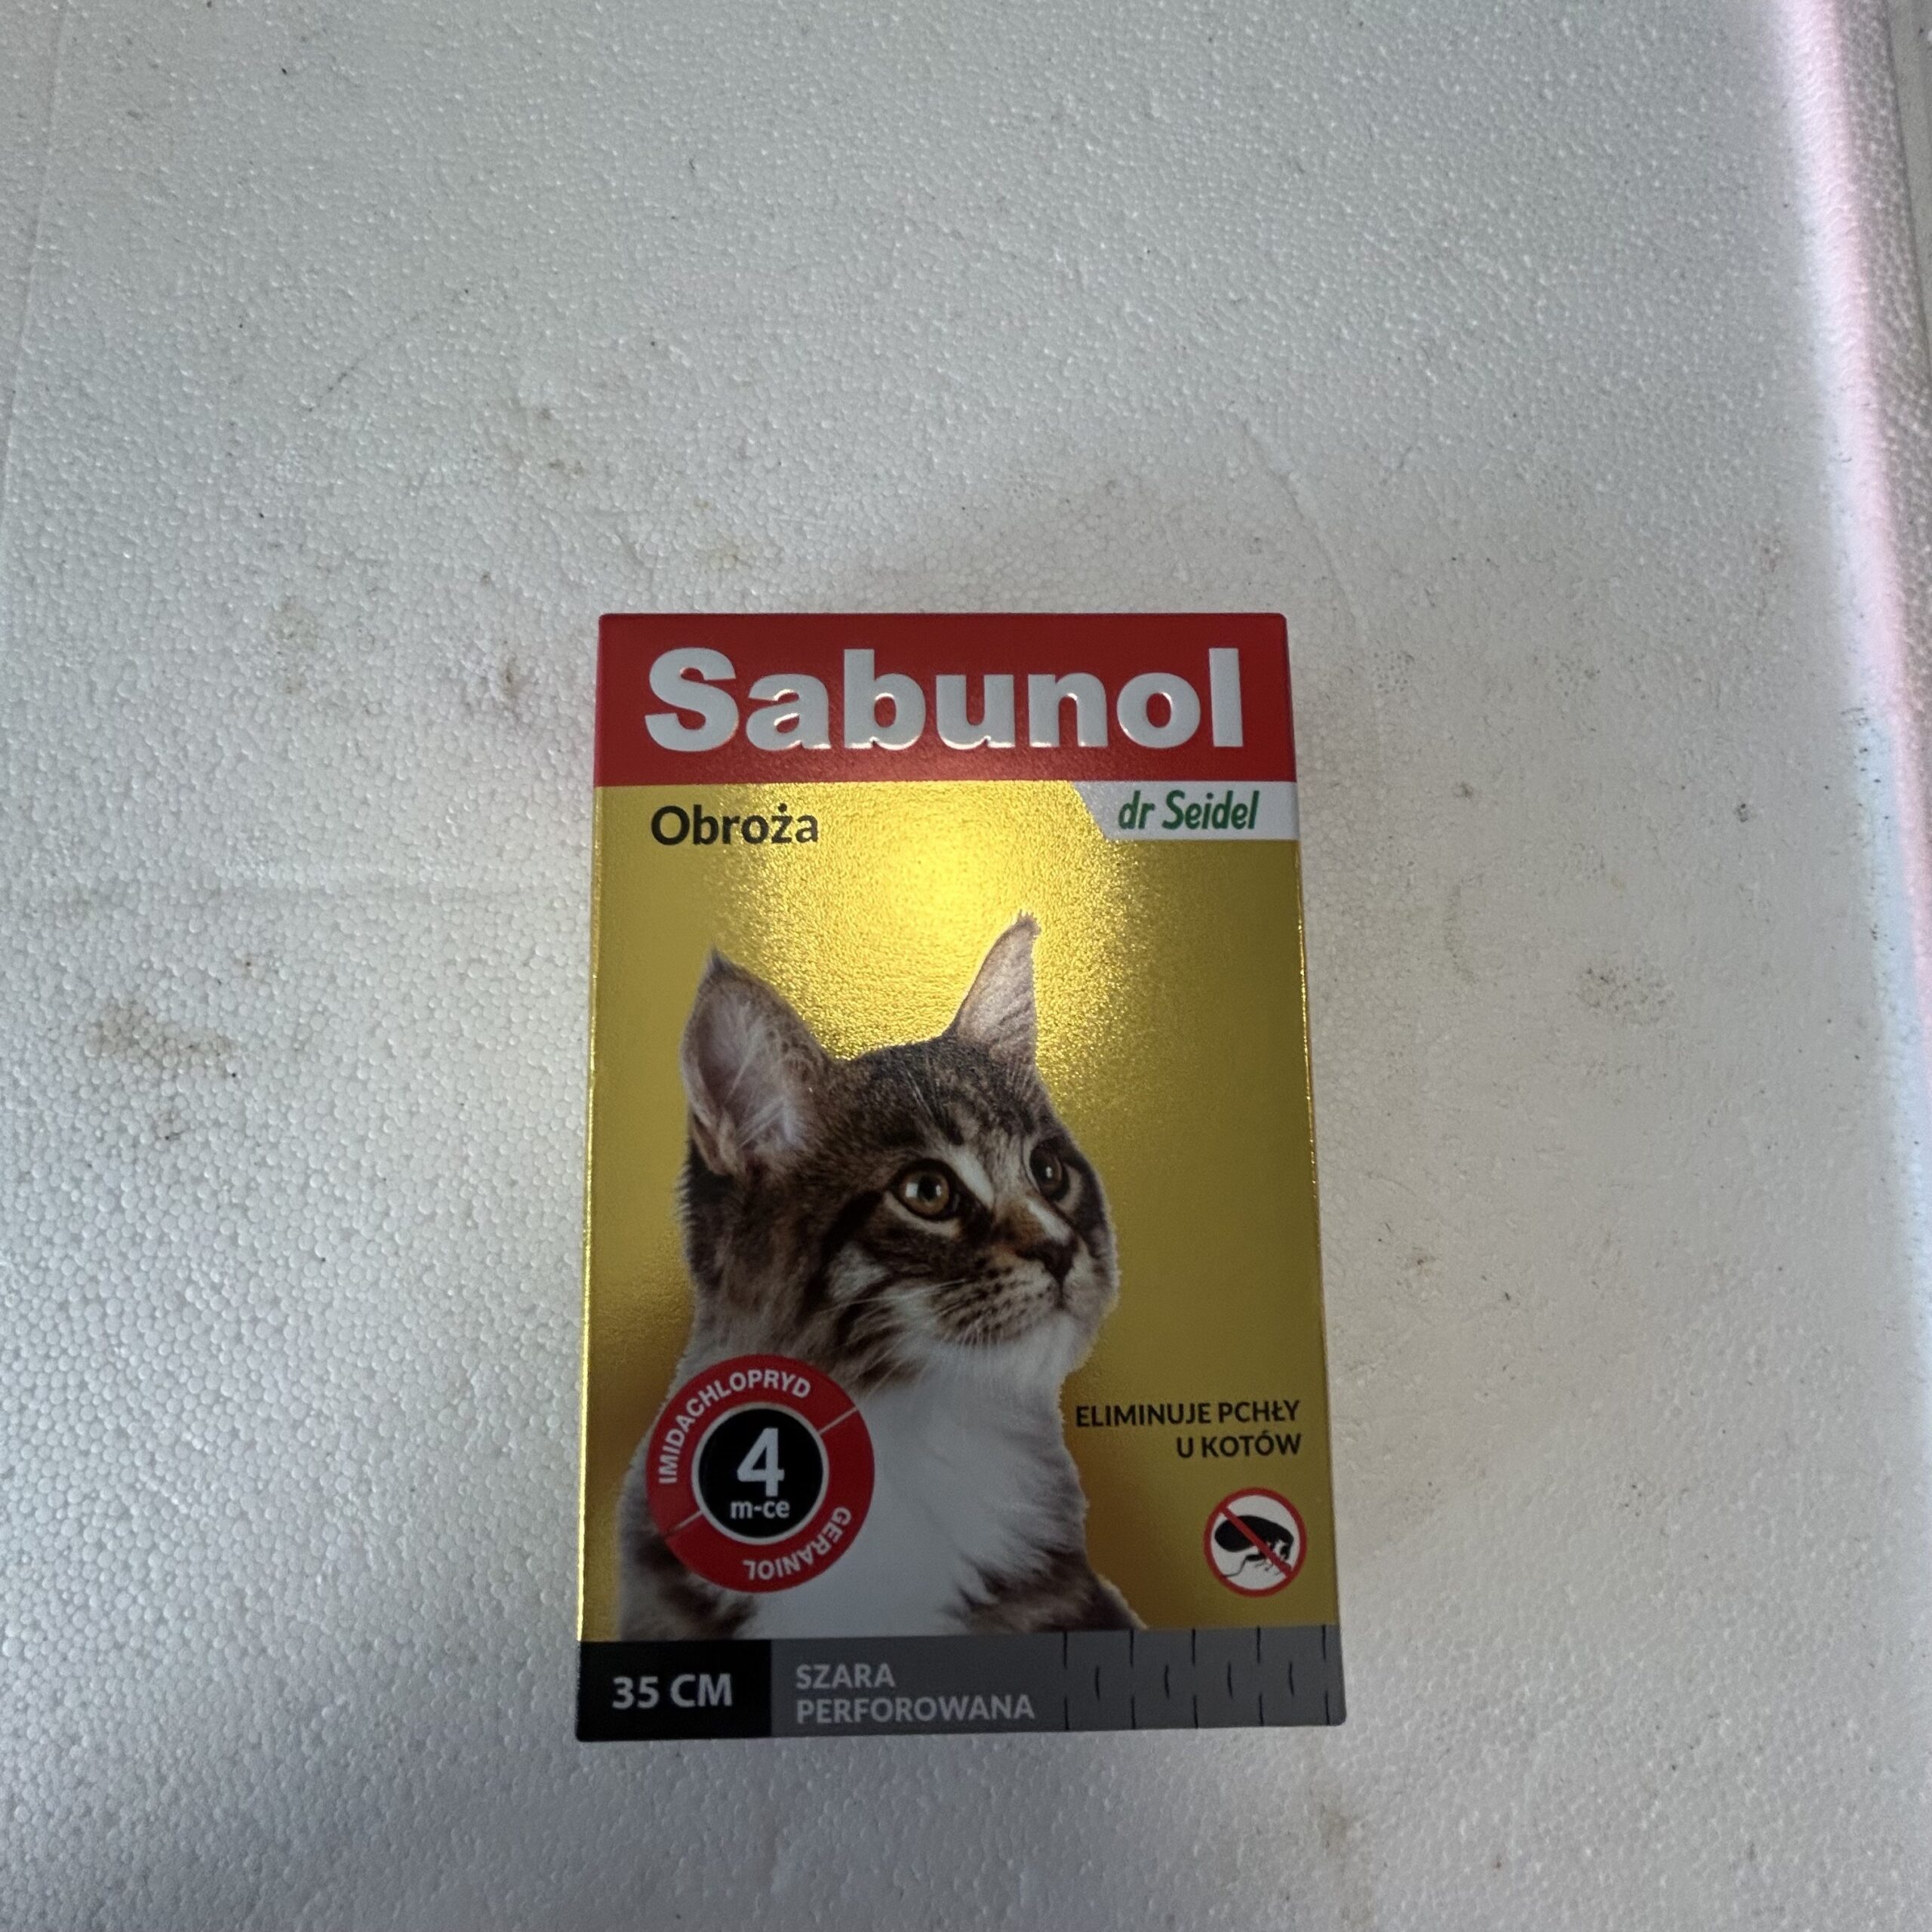 Sabunol
dr Seidel
Obroża
IMIDACHLOPRYD
4
m-ce
GERANIOL
ELIMINUJE PCHŁY
U KOTÓW
35 CM
SZARA
PERFOROWANA